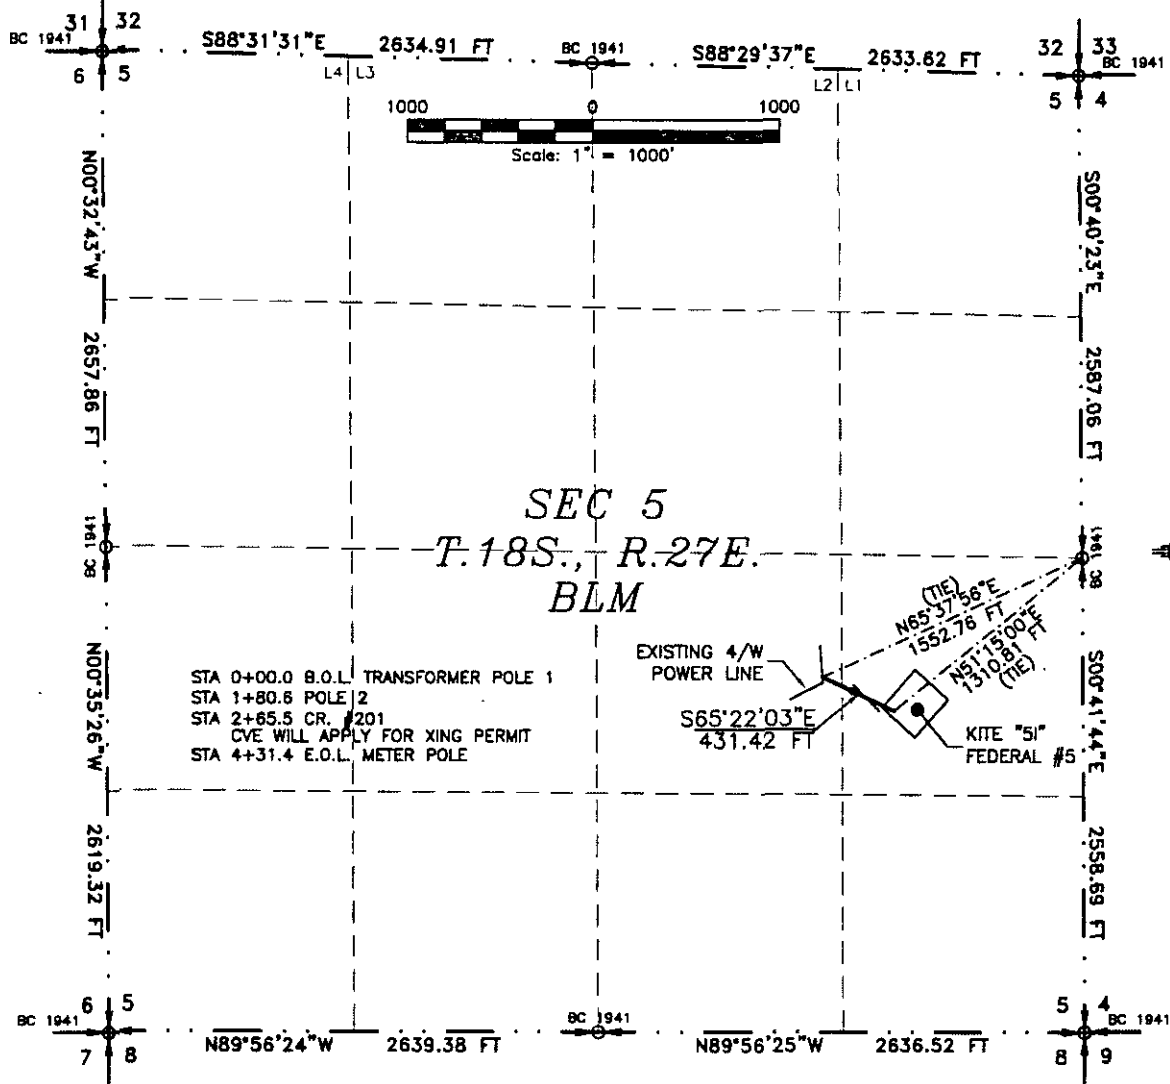 31 32
BC 1941
6 5
S88°31'31"E 2634.91 FT
BC 1941
S88°29'37"E 2633.62 FT
32 33
BC 1941
5 4
L4 L3
L2 L1
1000 0 1000
Scale: 1" = 1000'
N00°32'43"W 2657.86 FT
S00°40'23"E 2587.06 FT
BC 1941
SEC 5
T.18S., R.27E.
BLM
BC 1941
(TIE)
N65°37'56"E
1552.76 FT
N51°15'00"E
1310.81 FT
(TIE)
EXISTING 4/W
POWER LINE
S65°22'03"E
431.42 FT
KITE "5I"
FEDERAL #5
STA 0+00.0 B.O.L. TRANSFORMER POLE 1
STA 1+80.6 POLE 2
STA 2+65.5 CR. #201
CVE WILL APPLY FOR XING PERMIT
STA 4+31.4 E.O.L. METER POLE
N00°35'26"W 2619.32 FT
S00°41'44"E 2558.69 FT
6 5
BC 1941
7 8
N89°56'24"W 2639.38 FT
BC 1941
N89°56'25"W 2636.52 FT
5 4
BC 1941
8 9